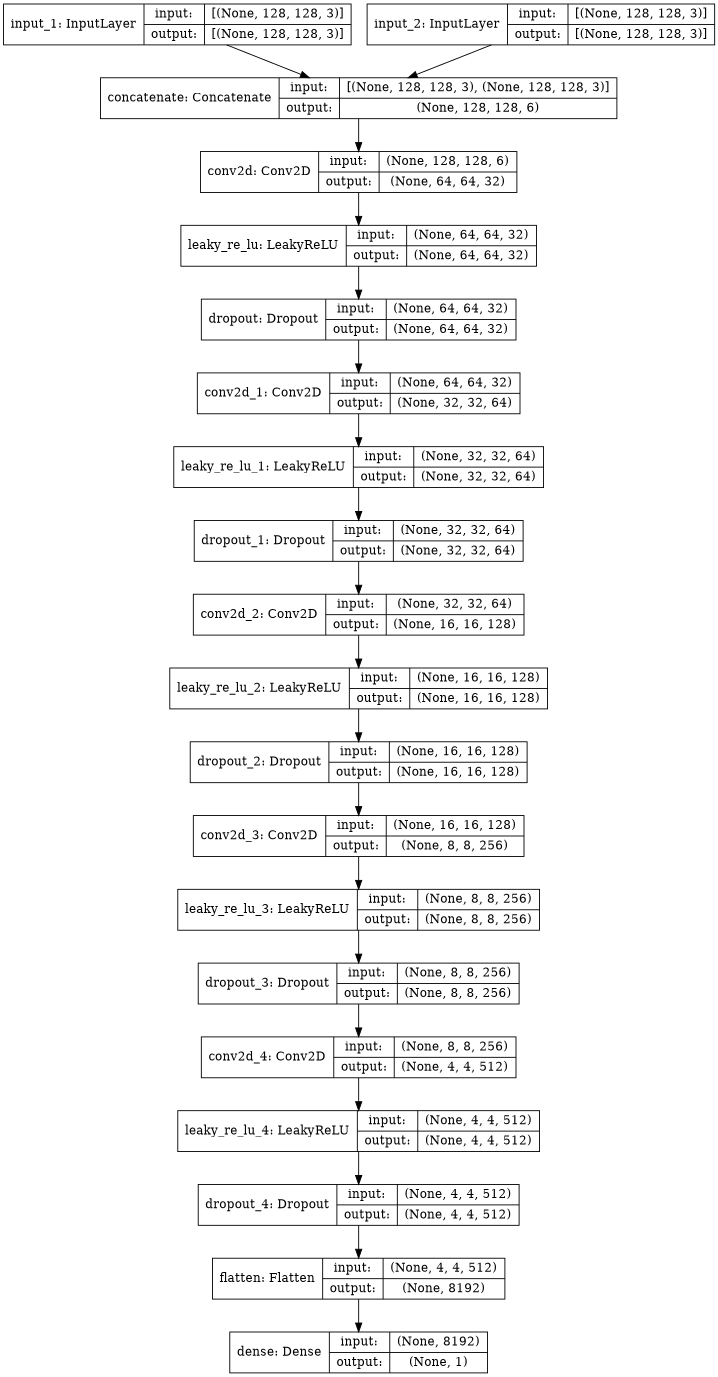 input_1: InputLayer input: [(None, 128, 128, 3)]
output: [(None, 128, 128, 3)]
input_2: InputLayer input: [(None, 128, 128, 3)]
output: [(None, 128, 128, 3)]
concatenate: Concatenate input: [(None, 128, 128, 3), (None, 128, 128, 3)]
output: (None, 128, 128, 6)
conv2d: Conv2D input: (None, 128, 128, 6)
output: (None, 64, 64, 32)
leaky_re_lu: LeakyReLU input: (None, 64, 64, 32)
output: (None, 64, 64, 32)
dropout: Dropout input: (None, 64, 64, 32)
output: (None, 64, 64, 32)
conv2d_1: Conv2D input: (None, 64, 64, 32)
output: (None, 32, 32, 64)
leaky_re_lu_1: LeakyReLU input: (None, 32, 32, 64)
output: (None, 32, 32, 64)
dropout_1: Dropout input: (None, 32, 32, 64)
output: (None, 32, 32, 64)
conv2d_2: Conv2D input: (None, 32, 32, 64)
output: (None, 16, 16, 128)
leaky_re_lu_2: LeakyReLU input: (None, 16, 16, 128)
output: (None, 16, 16, 128)
dropout_2: Dropout input: (None, 16, 16, 128)
output: (None, 16, 16, 128)
conv2d_3: Conv2D input: (None, 16, 16, 128)
output: (None, 8, 8, 256)
leaky_re_lu_3: LeakyReLU input: (None, 8, 8, 256)
output: (None, 8, 8, 256)
dropout_3: Dropout input: (None, 8, 8, 256)
output: (None, 8, 8, 256)
conv2d_4: Conv2D input: (None, 8, 8, 256)
output: (None, 4, 4, 512)
leaky_re_lu_4: LeakyReLU input: (None, 4, 4, 512)
output: (None, 4, 4, 512)
dropout_4: Dropout input: (None, 4, 4, 512)
output: (None, 4, 4, 512)
flatten: Flatten input: (None, 4, 4, 512)
output: (None, 8192)
dense: Dense input: (None, 8192)
output: (None, 1)